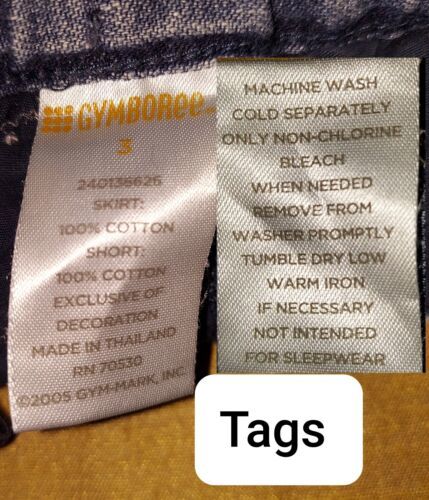 GYMBOREE
3
240136626
SKIRT:
100% COTTON
SHORT:
100% COTTON
EXCLUSIVE OF
DECORATION
MADE IN THAILAND
RN 70530
©2005 GYM-MARK, INC.
MACHINE WASH
COLD SEPARATELY
ONLY NON-CHLORINE
BLEACH
WHEN NEEDED
REMOVE FROM
WASHER PROMPTLY
TUMBLE DRY LOW
WARM IRON
IF NECESSARY
NOT INTENDED
FOR SLEEPWEAR
Tags